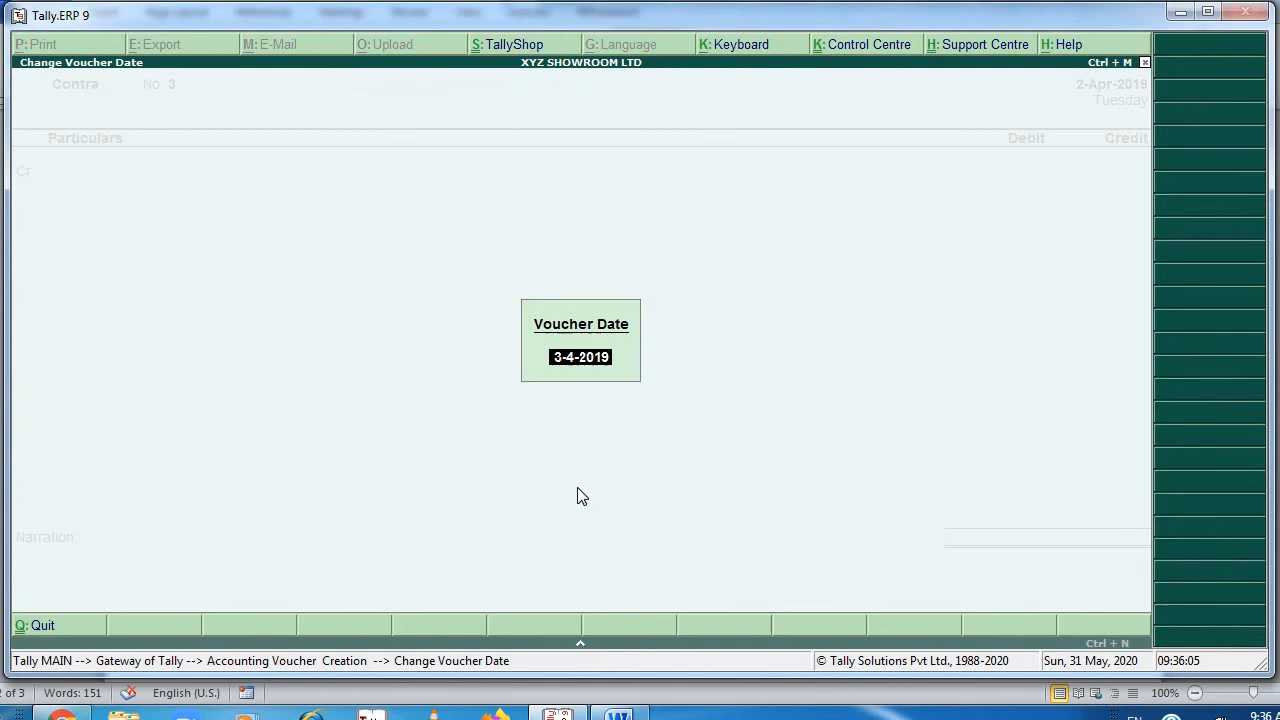 Tally.ERP 9
P: Print E: Export M: E-Mail O: Upload S: TallyShop G: Language K: Keyboard K: Control Centre H: Support Centre H: Help
Change Voucher Date XYZ SHOWROOM LTD Ctrl + M
Contra No 3 2-Apr-2019
Tuesday
Particulars Debit Credit
Cr
Voucher Date
3-4-2019
Narration:
Q: Quit
Ctrl + N
Tally MAIN --> Gateway of Tally --> Accounting Voucher Creation --> Change Voucher Date © Tally Solutions Pvt Ltd., 1988-2020 Sun, 31 May, 2020 09:36:05
of 3 Words: 151 English (U.S.) 100%
EN